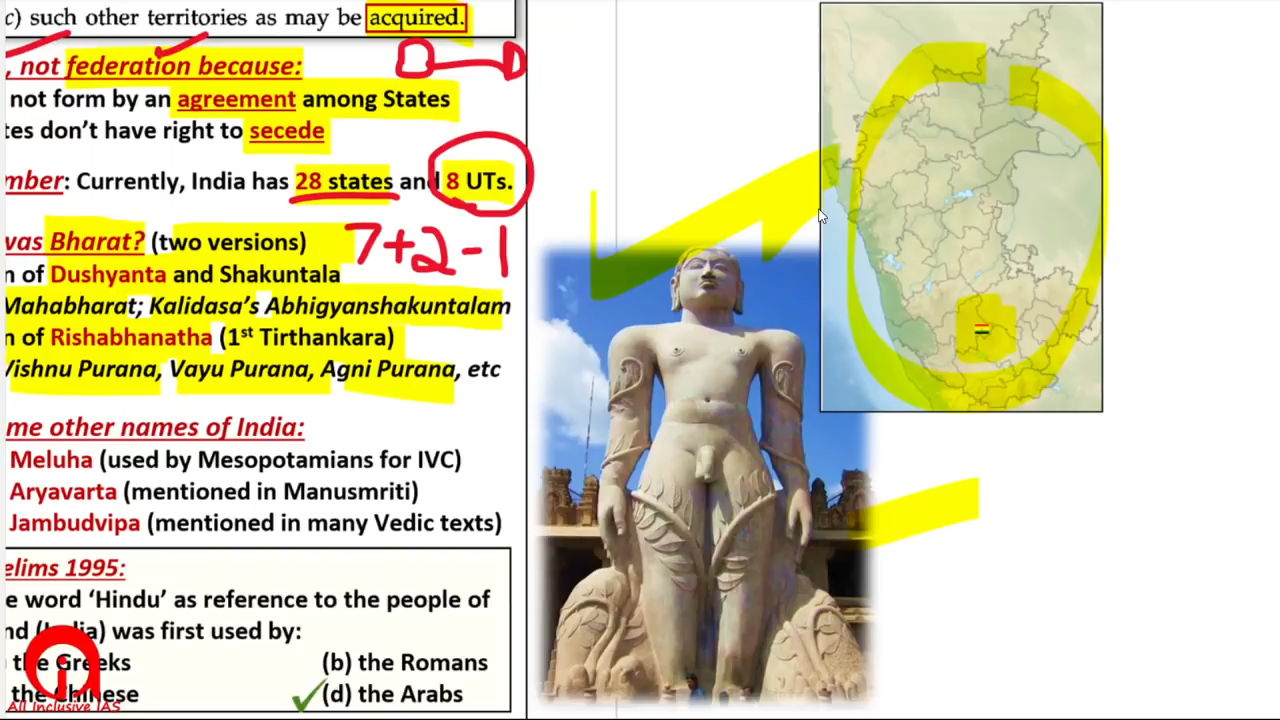 c) such other territories as may be acquired.
, not federation because:
not form by an agreement among States
tes don't have right to secede
mber: Currently, India has 28 states and 8 UTs.
7+2-1
was Bharat? (two versions)
n of Dushyanta and Shakuntala
Mahabharat; Kalidasa's Abhigyanshakuntalam
n of Rishabhanatha (1st Tirthankara)
Vishnu Purana, Vayu Purana, Agni Purana, etc
me other names of India:
Meluha (used by Mesopotamians for IVC)
Aryavarta (mentioned in Manusmriti)
Jambudvipa (mentioned in many Vedic texts)
elims 1995:
e word 'Hindu' as reference to the people of
nd (India) was first used by:
) the Greeks (b) the Romans
the Chinese (d) the Arabs
All Inclusive IAS